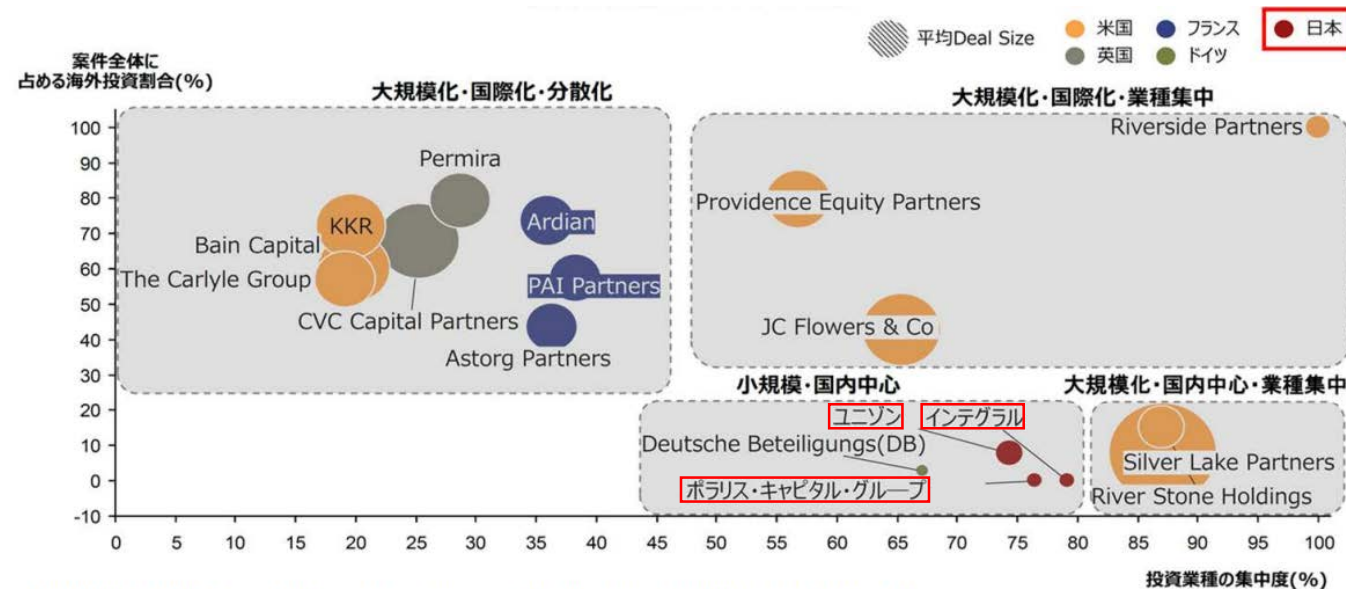 平均Deal Size
米国
フランス
日本
英国
ドイツ
案件全体に
占める海外投資割合(%)
大規模化・国際化・分散化
大規模化・国際化・業種集中
100
90
80
70
60
50
40
30
20
10
0
-10
Permira
KKR
Bain Capital
The Carlyle Group
CVC Capital Partners
Ardian
PAI Partners
Astorg Partners
Riverside Partners
Providence Equity Partners
JC Flowers & Co
小規模・国内中心
大規模化・国内中心・業種集中
ユニゾン
インテグラル
Deutsche Beteiligungs(DB)
ポラリス・キャピタル・グループ
Silver Lake Partners
River Stone Holdings
0 5 10 15 20 25 30 35 40 45 50 55 60 65 70 75 80 85 90 95 100
投資業種の集中度(%)